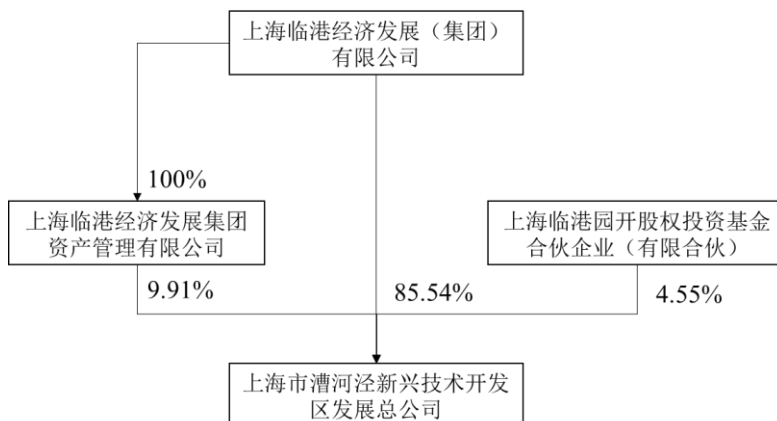 上海临港经济发展（集团）
有限公司
100%
上海临港经济发展集团
资产管理有限公司
上海临港园开股权投资基金
合伙企业（有限合伙）
9.91%
85.54%
4.55%
上海市漕河泾新兴技术开发
区发展总公司